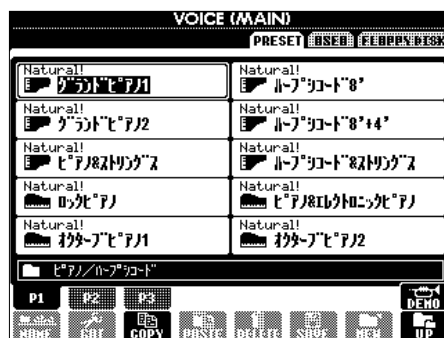 VOICE (MAIN)
PRESET USER FLOPPY DISK
Natural!
グランドピアノ1
Natural!
ハープシコード8'
Natural!
グランドピアノ2
Natural!
ハープシコード8'+4'
Natural!
ピアノ&ストリングス
Natural!
ハープシコード&ストリングス
Natural!
ロックピアノ
Natural!
ピアノ&エレクトロニックピアノ
Natural!
オクターブピアノ1
Natural!
オクターブピアノ2
ピアノ/ハープシコード
P1 P2 P3
DEMO
NAME CUT COPY PASTE DELETE SAVE NEW UP